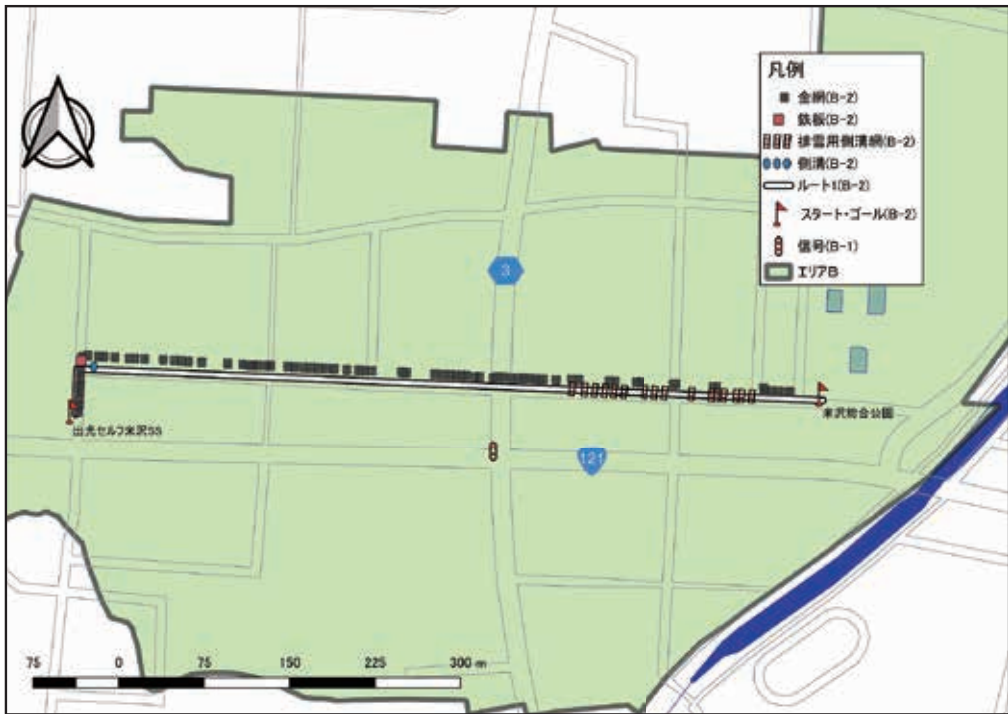 凡例
金網(B-2)
鉄板(B-2)
排雪用側溝網(B-2)
側溝(B-2)
ルート1(B-2)
スタート・ゴール(B-2)
信号(B-1)
エリアB
3
出光セルフ米沢SS
米沢総合公園
121
75 0 75 150 225 300 m